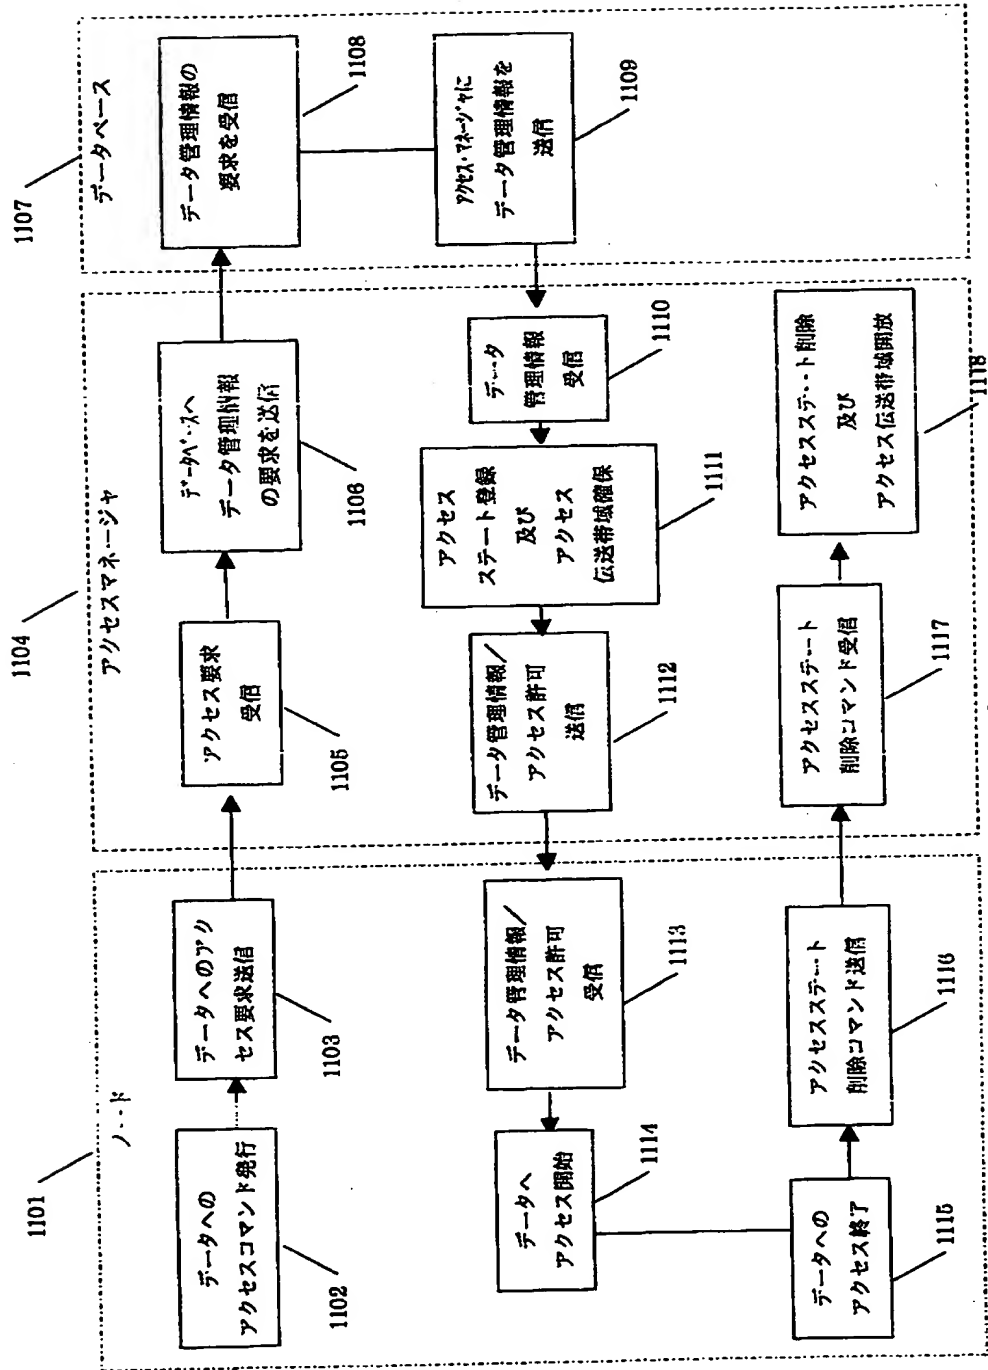 1101
ノード
データへの
アクセスコマンド発行
1102
データへのアク
セス要求送信
1103
1104
アクセスマネージャ
アクセス要求
受信
1105
データベースへ
データ管理情報
の要求を送信
1106
1107
データベース
データ管理情報の
要求を受信
1108
アクセス・マネージャに
データ管理情報を
送信
1109
データ
管理情報
受信
1110
アクセス
ステート登録
及び
アクセス
伝送帯域確保
1111
データ管理情報/
アクセス許可
送信
1112
データ管理情報/
アクセス許可
受信
1113
データへ
アクセス開始
1114
データへの
アクセス終了
1115
アクセスステート
削除コマンド送信
1116
アクセスステート
削除コマンド受信
1117
アクセスステート削除
及び
アクセス伝送帯域開放
1118